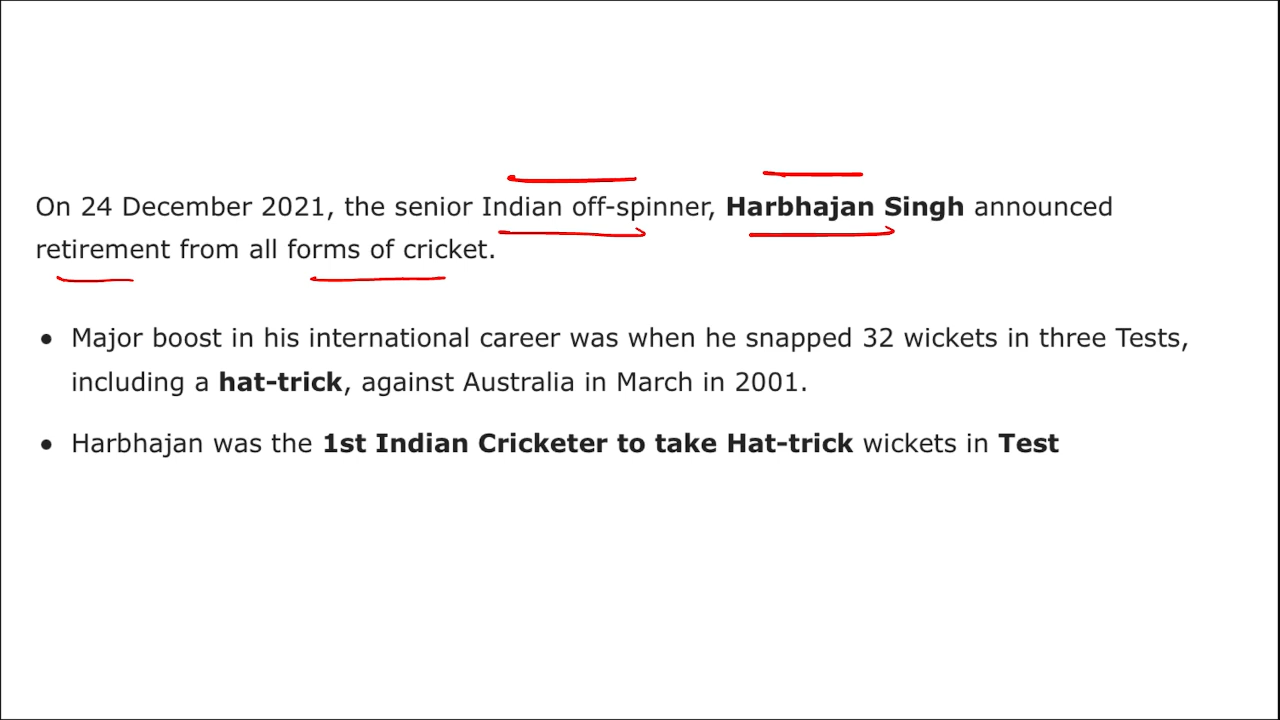 On 24 December 2021, the senior Indian off-spinner, Harbhajan Singh announced
retirement from all forms of cricket.
• Major boost in his international career was when he snapped 32 wickets in three Tests,
including a hat-trick, against Australia in March in 2001.
• Harbhajan was the 1st Indian Cricketer to take Hat-trick wickets in Test